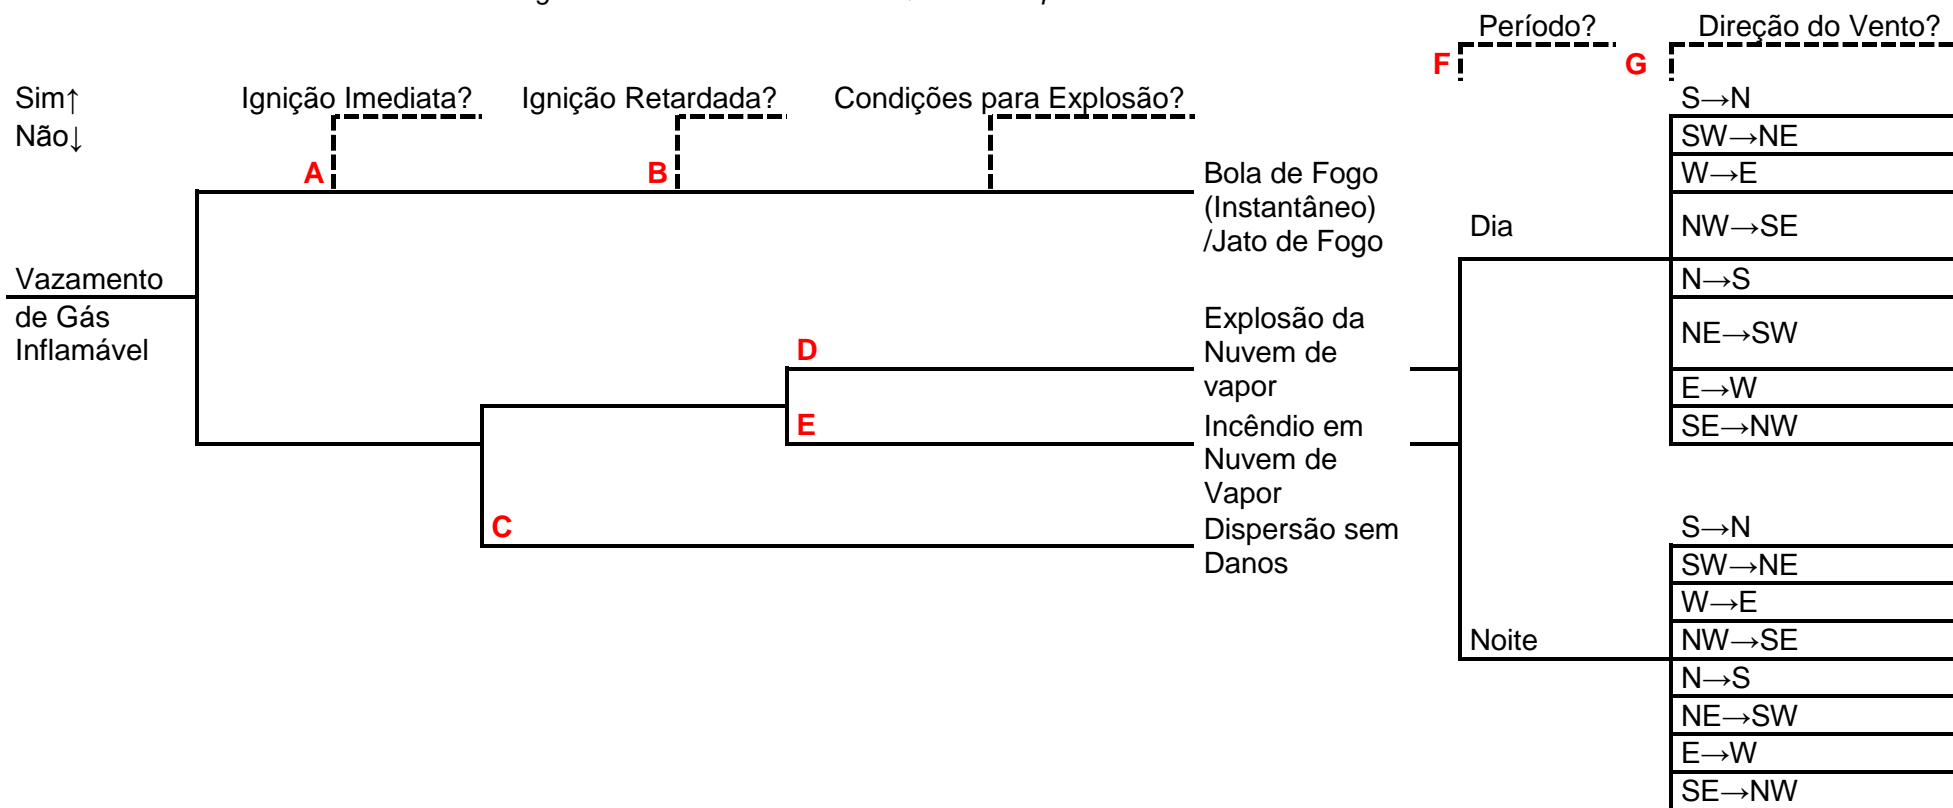 Período?
Direção do Vento?
F
G
Sim↑
Não↓
Ignição Imediata?
Ignição Retardada?
Condições para Explosão?
A
B
Bola de Fogo
(Instantâneo)
/Jato de Fogo
Vazamento
de Gás
Inflamável
D
Explosão da
Nuvem de
vapor
E
Incêndio em
Nuvem de
Vapor
C
Dispersão sem
Danos
Dia
S→N
SW→NE
W→E
NW→SE
N→S
NE→SW
E→W
SE→NW
Noite
S→N
SW→NE
W→E
NW→SE
N→S
NE→SW
E→W
SE→NW